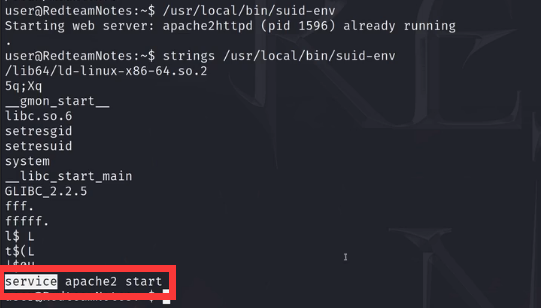 user@RedteamNotes:~$ /usr/local/bin/suid-env
Starting web server: apache2httpd (pid 1596) already running
.
user@RedteamNotes:~$ strings /usr/local/bin/suid-env
/lib64/ld-linux-x86-64.so.2
5q;Xq
__gmon_start__
libc.so.6
setresgid
setresuid
system
__libc_start_main
GLIBC_2.2.5
fff.
fffff.
l$ L
t$(L
service apache2 start